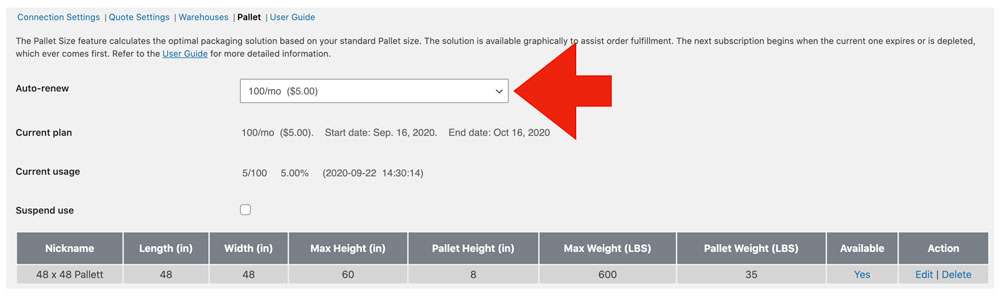 Connection Settings | Quote Settings | Warehouses | Pallet | User Guide
The Pallet Size feature calculates the optimal packaging solution based on your standard Pallet size. The solution is available graphically to assist order fulfillment. The next subscription begins when the current one expires or is depleted,
which ever comes first. Refer to the User Guide for more detailed information.
Auto-renew 100/mo ($5.00)
Current plan 100/mo ($5.00). Start date: Sep. 16, 2020. End date: Oct 16, 2020
Current usage 5/100 5.00% (2020-09-22 14:30:14)
Suspend use
Nickname Length (in) Width (in) Max Height (in) Pallet Height (in) Max Weight (LBS) Pallet Weight (LBS) Available Action
48 x 48 Pallett 48 48 60 8 600 35 Yes Edit | Delete